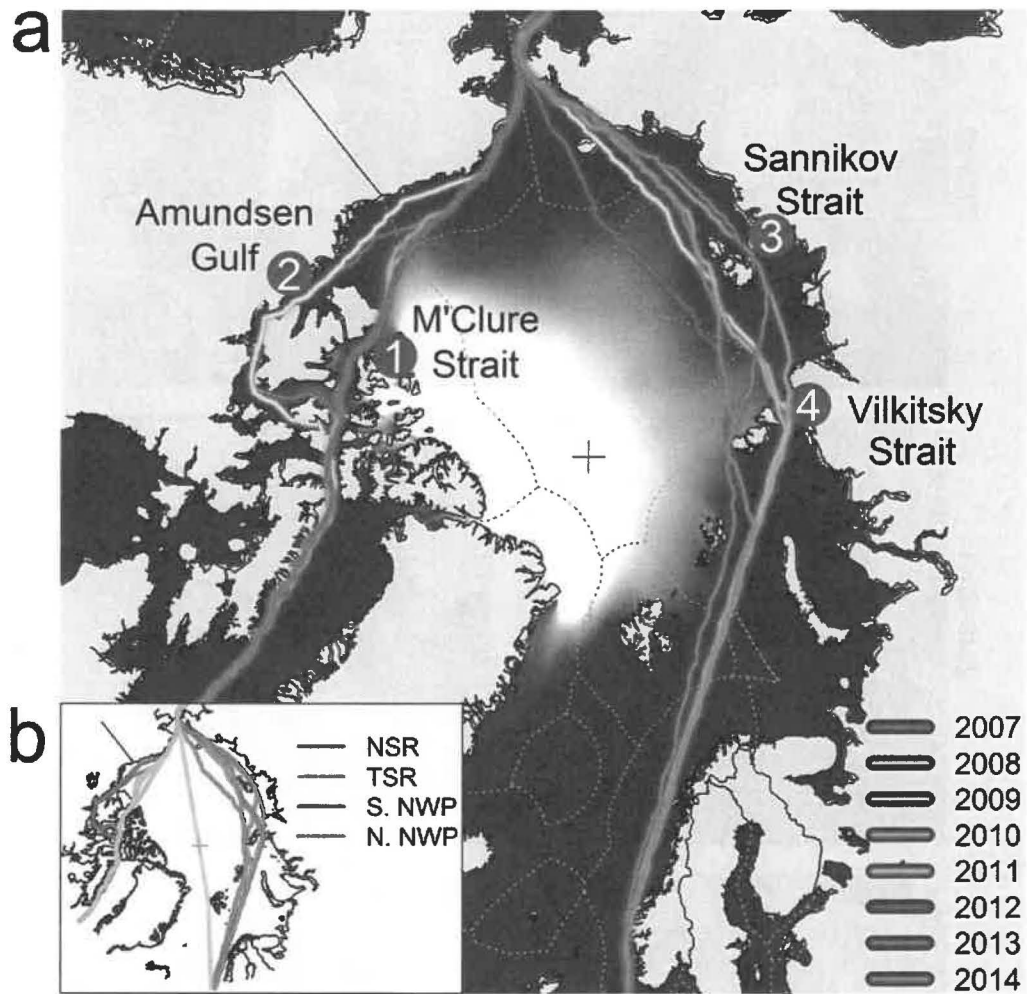 a
Sannikov
Strait
3
Amundsen
Gulf
2
M'Clure
Strait
1
4
Vilkitsky
Strait
b
NSR
TSR
S. NWP
N. NWP
2007
2008
2009
2010
2011
2012
2013
2014